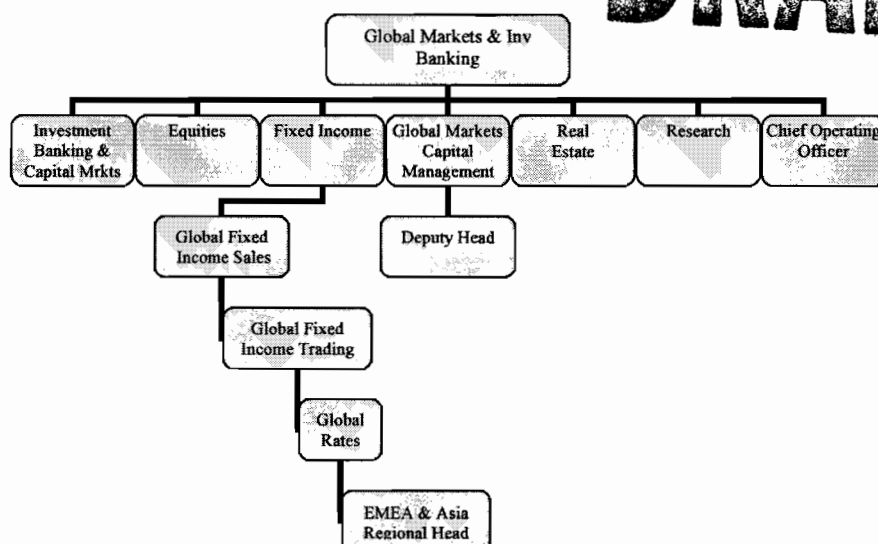 Global Markets & Inv
Banking
Investment
Banking &
Capital Mrkts
Equities
Fixed Income
Global Markets
Capital
Management
Real
Estate
Research
Chief Operating
Officer
Global Fixed
Income Sales
Deputy Head
Global Fixed
Income Trading
Global
Rates
EMEA & Asia
Regional Head